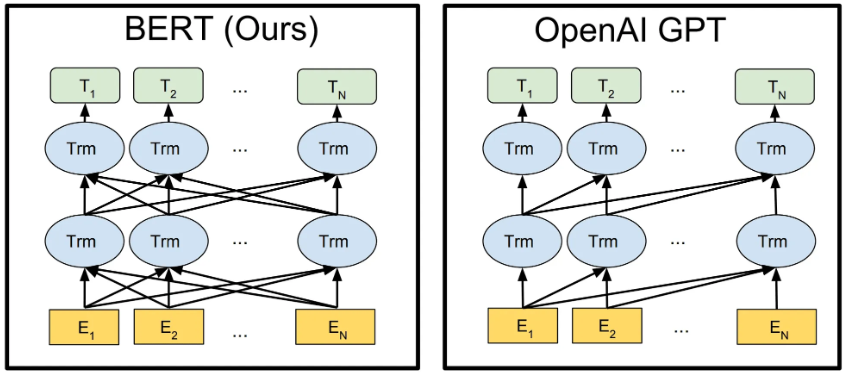 BERT (Ours)
T1 T2 ... TN
Trm Trm ... Trm
Trm Trm ... Trm
E1 E2 ... EN
OpenAI GPT
T1 T2 ... TN
Trm Trm ... Trm
Trm Trm ... Trm
E1 E2 ... EN